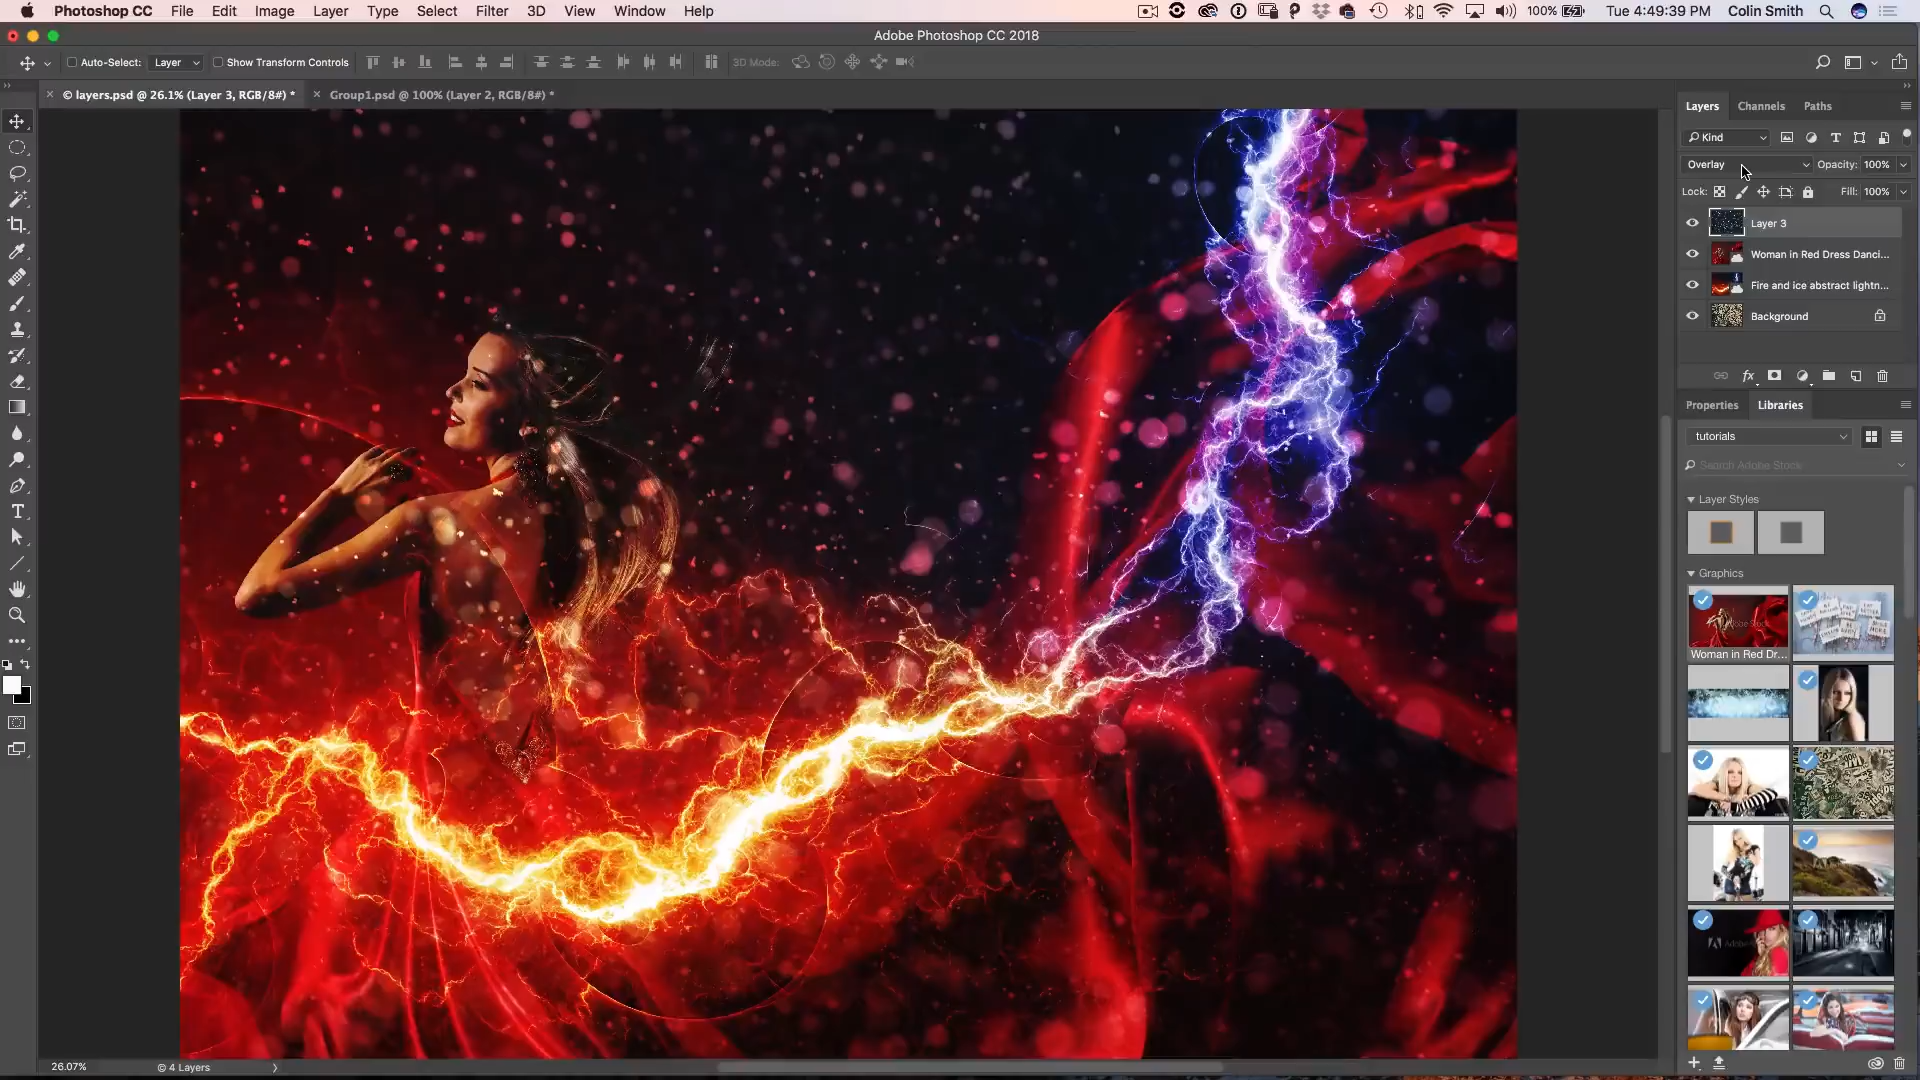 Photoshop CC File Edit Image Layer Type Select Filter 3D View Window Help 100% Tue 4:49:39 PM Colin Smith
Adobe Photoshop CC 2018
Auto-Select: Layer Show Transform Controls 3D Mode:
© layers.psd @ 26.1% (Layer 3, RGB/8#) * Group1.psd @ 100% (Layer 2, RGB/8#) *
Layers Channels Paths
Kind
Overlay Opacity: 100%
Lock: Fill: 100%
Layer 3
Woman in Red Dress Danci...
Fire and ice abstract lightn...
Background
fx
Properties Libraries
tutorials
Search Adobe Stock
Layer Styles
Graphics
Woman in Red Dr...
26.07% © 4 Layers